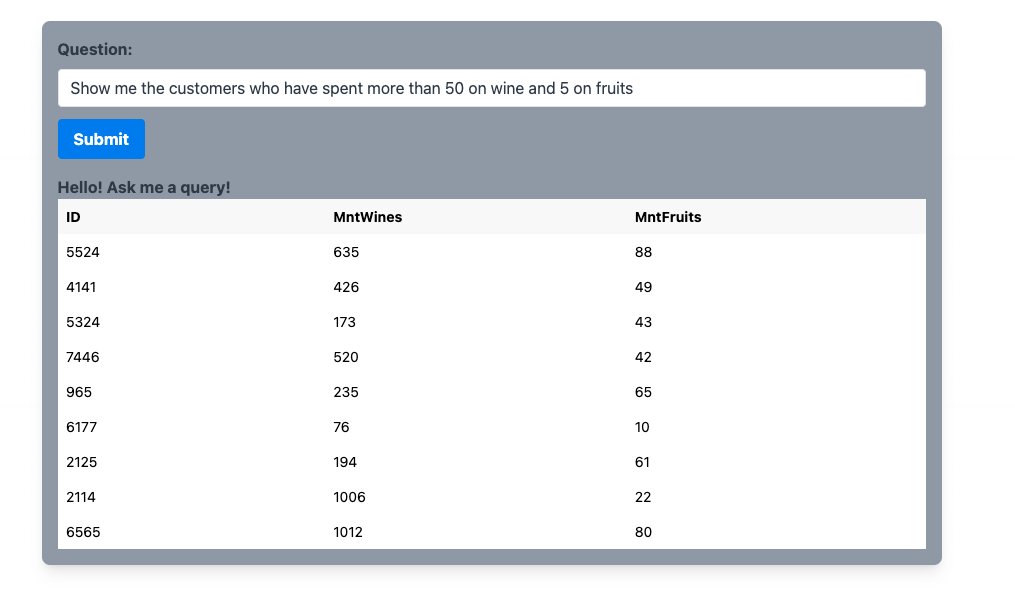 Question:
Show me the customers who have spent more than 50 on wine and 5 on fruits
Submit
Hello! Ask me a query!
ID MntWines MntFruits
5524 635 88
4141 426 49
5324 173 43
7446 520 42
965 235 65
6177 76 10
2125 194 61
2114 1006 22
6565 1012 80